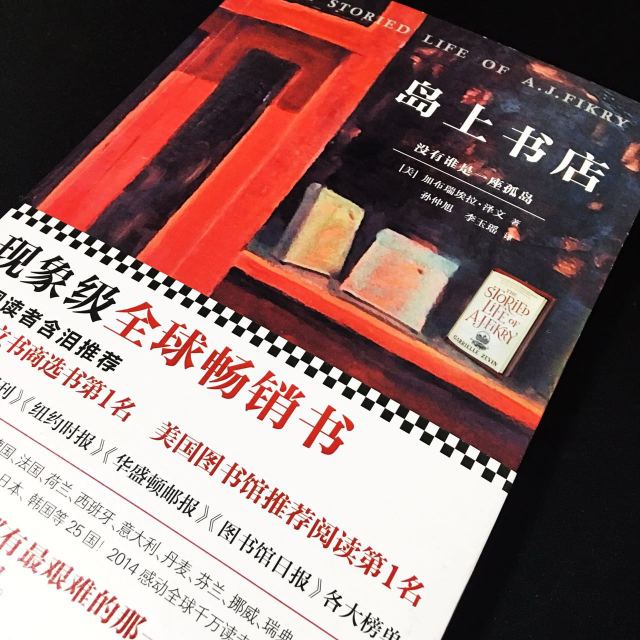 STORIED LIFE OF A.J.FIKRY
岛上书店
没有谁是一座孤岛
[美] 加布瑞埃拉·泽文 著
孙仲旭 李玉瑶 译
THE
STORIED
LIFE OF
A.J.FIKRY
GABRIELLE ZEVIN
现象级全球畅销书
读者含泪推荐
书商选书第1名 美国图书馆推荐阅读第1名
刊》《纽约时报》《华盛顿邮报》《图书馆日报》各大榜单
国、法国、荷兰、西班牙、意大利、丹麦、芬兰、挪威、瑞典
日本、韩国等25国! 2014感动全球千万读者
有最艰难的那一